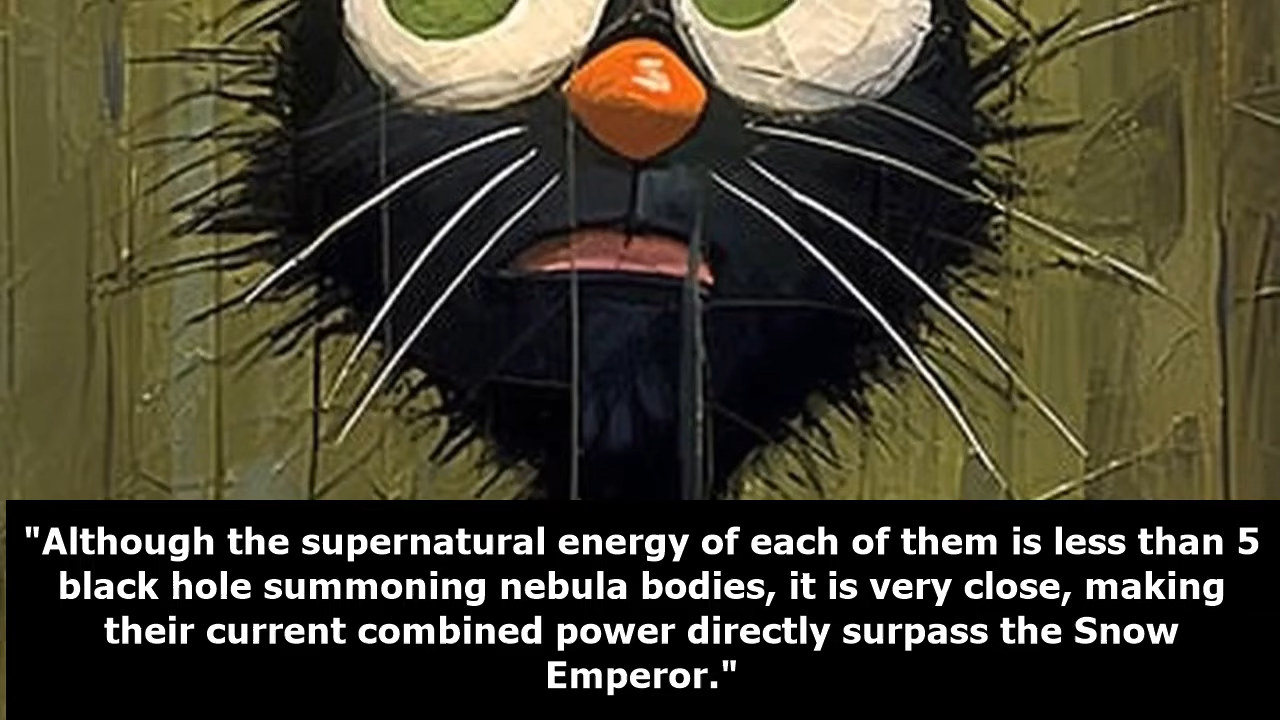 "Although the supernatural energy of each of them is less than 5
black hole summoning nebula bodies, it is very close, making
their current combined power directly surpass the Snow
Emperor."